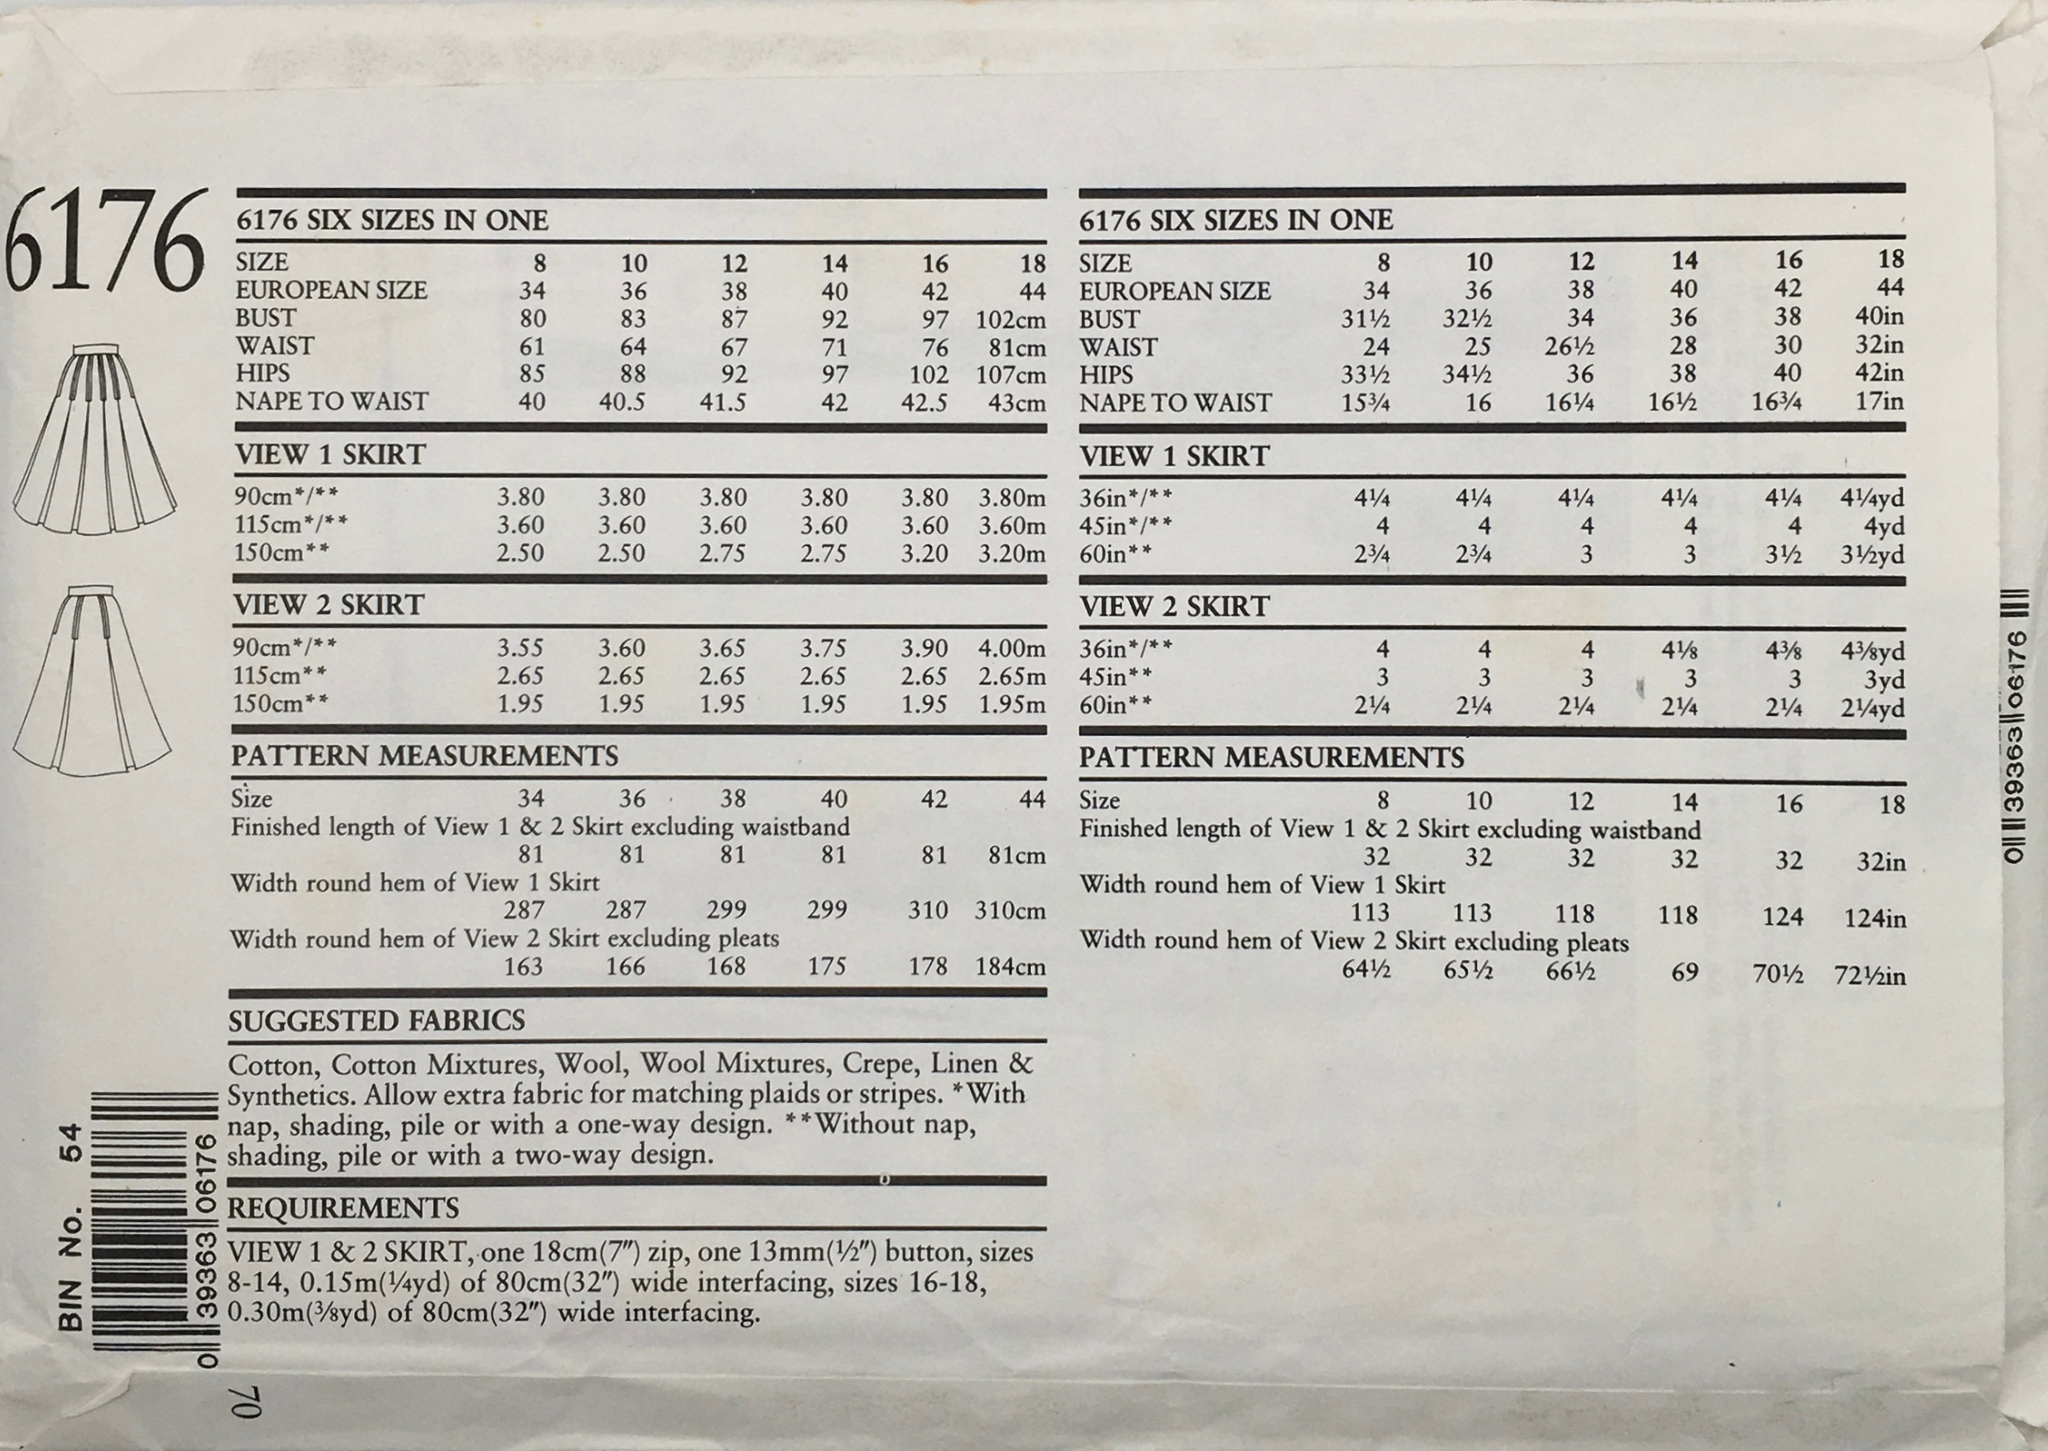 6176
6176 SIX SIZES IN ONE
SIZE 8 10 12 14 16 18
EUROPEAN SIZE 34 36 38 40 42 44
BUST 80 83 87 92 97 102cm
WAIST 61 64 67 71 76 81cm
HIPS 85 88 92 97 102 107cm
NAPE TO WAIST 40 40.5 41.5 42 42.5 43cm
VIEW 1 SKIRT
90cm*/** 3.80 3.80 3.80 3.80 3.80 3.80m
115cm*/** 3.60 3.60 3.60 3.60 3.60 3.60m
150cm** 2.50 2.50 2.75 2.75 3.20 3.20m
VIEW 2 SKIRT
90cm*/** 3.55 3.60 3.65 3.75 3.90 4.00m
115cm** 2.65 2.65 2.65 2.65 2.65 2.65m
150cm** 1.95 1.95 1.95 1.95 1.95 1.95m
PATTERN MEASUREMENTS
Size 34 36 38 40 42 44
Finished length of View 1 & 2 Skirt excluding waistband
81 81 81 81 81 81cm
Width round hem of View 1 Skirt
287 287 299 299 310 310cm
Width round hem of View 2 Skirt excluding pleats
163 166 168 175 178 184cm
SUGGESTED FABRICS
Cotton, Cotton Mixtures, Wool, Wool Mixtures, Crepe, Linen &
Synthetics. Allow extra fabric for matching plaids or stripes. *With
nap, shading, pile or with a one-way design. **Without nap,
shading, pile or with a two-way design.
REQUIREMENTS
VIEW 1 & 2 SKIRT, one 18cm(7″) zip, one 13mm(½″) button, sizes
8-14, 0.15m(¼yd) of 80cm(32″) wide interfacing, sizes 16-18,
0.30m(⅜yd) of 80cm(32″) wide interfacing.
6176 SIX SIZES IN ONE
SIZE 8 10 12 14 16 18
EUROPEAN SIZE 34 36 38 40 42 44
BUST 31½ 32½ 34 36 38 40in
WAIST 24 25 26½ 28 30 32in
HIPS 33½ 34½ 36 38 40 42in
NAPE TO WAIST 15¾ 16 16¼ 16½ 16¾ 17in
VIEW 1 SKIRT
36in*/** 4¼ 4¼ 4¼ 4¼ 4¼ 4¼yd
45in*/** 4 4 4 4 4 4yd
60in** 2¾ 2¾ 3 3 3½ 3½yd
VIEW 2 SKIRT
36in*/** 4 4 4 4⅛ 4⅜ 4⅜yd
45in** 3 3 3 3 3 3yd
60in** 2¼ 2¼ 2¼ 2¼ 2¼ 2¼yd
PATTERN MEASUREMENTS
Size 8 10 12 14 16 18
Finished length of View 1 & 2 Skirt excluding waistband
32 32 32 32 32 32in
Width round hem of View 1 Skirt
113 113 118 118 124 124in
Width round hem of View 2 Skirt excluding pleats
64½ 65½ 66½ 69 70½ 72½in
BIN No. 54
0 39363 06176
70
0 39363 06176